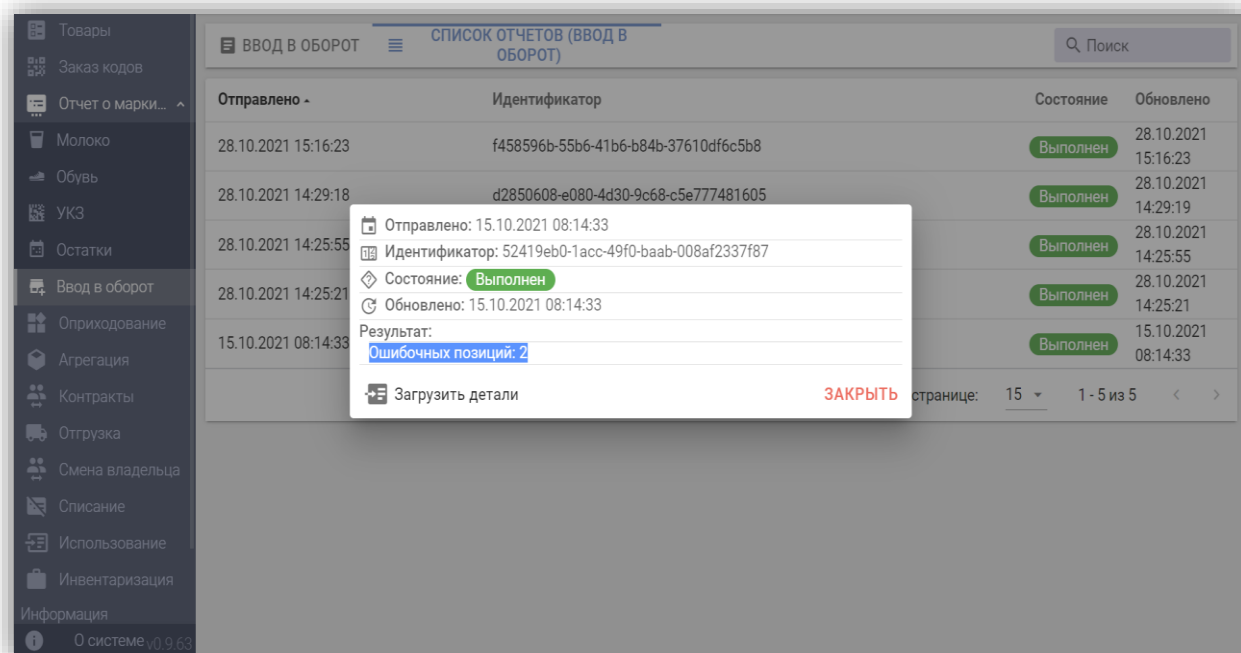 Товары
Заказ кодов
Отчет о марки...
Молоко
Обувь
УКЗ
Остатки
Ввод в оборот
Оприходование
Агрегация
Контракты
Отгрузка
Смена владельца
Списание
Использование
Инвентаризация
Информация
О системе v0.9.63
ВВОД В ОБОРОТ
СПИСОК ОТЧЕТОВ (ВВОД В
ОБОРОТ)
Поиск
Отправлено Идентификатор Состояние Обновлено
28.10.2021 15:16:23 f458596b-55b6-41b6-b84b-37610df6c5b8 Выполнен 28.10.2021
15:16:23
28.10.2021 14:29:18 d2850608-e080-4d30-9c68-c5e777481605 Выполнен 28.10.2021
14:29:19
28.10.2021 14:25:55 Выполнен 28.10.2021
14:25:55
28.10.2021 14:25:21 Выполнен 28.10.2021
14:25:21
15.10.2021 08:14:33 Выполнен 15.10.2021
08:14:33
странице: 15 1 - 5 из 5
Отправлено: 15.10.2021 08:14:33
Идентификатор: 52419eb0-1acc-49f0-baab-008af2337f87
Состояние: Выполнен
Обновлено: 15.10.2021 08:14:33
Результат:
Ошибочных позиций: 2
Загрузить детали
ЗАКРЫТЬ